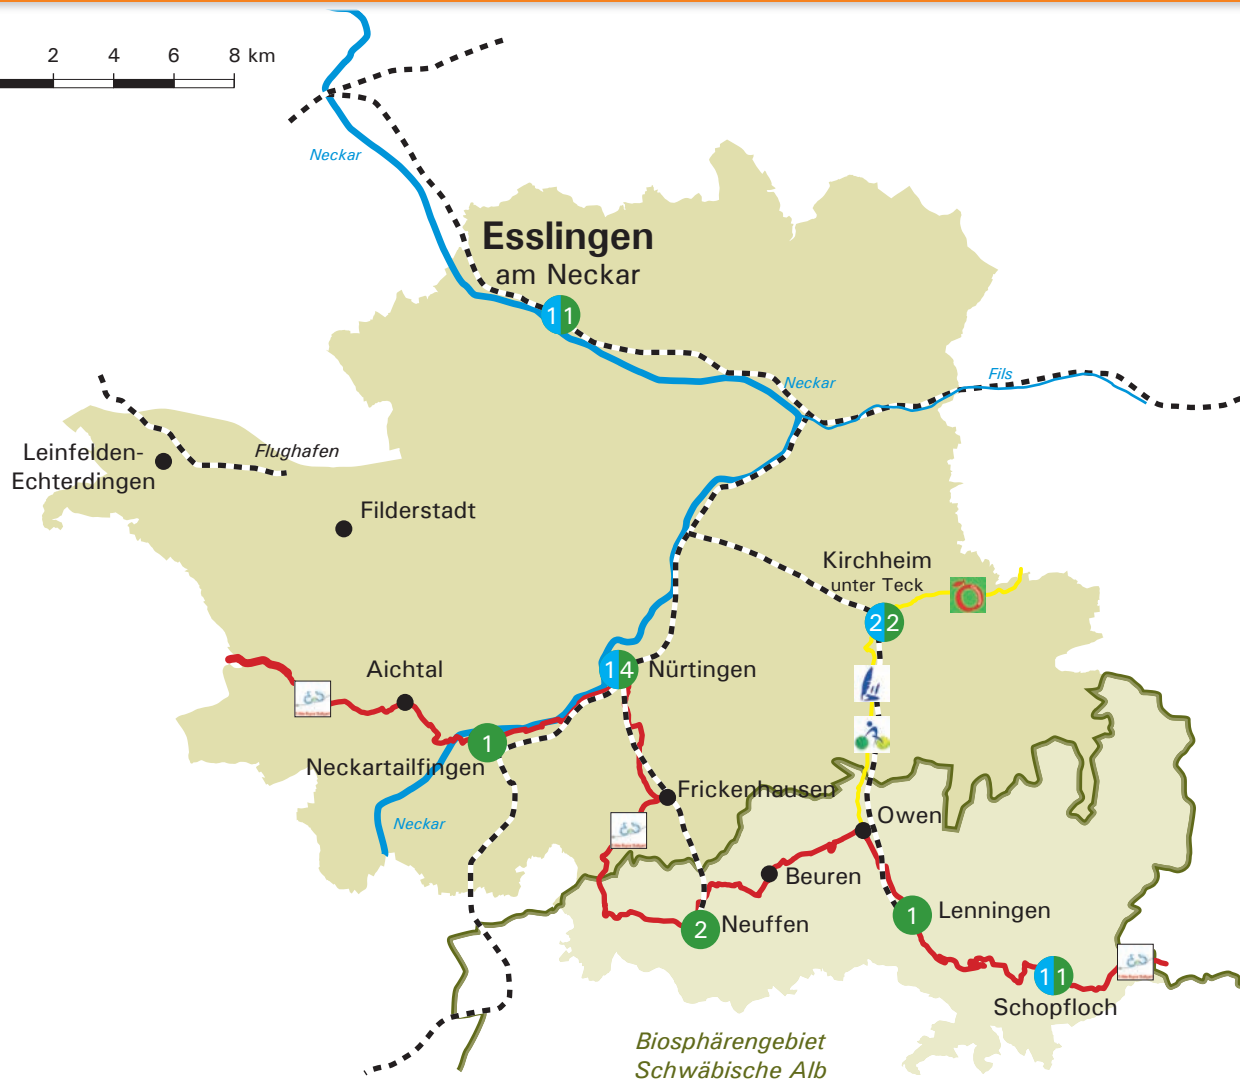 2 4 6 8 km
Neckar
Esslingen
am Neckar
1 1
Neckar
Fils
Leinfelden-
Echterdingen
Flughafen
Filderstadt
Kirchheim
unter Teck
2 2
Aichtal
1 4 Nürtingen
1
Neckartailfingen
Frickenhausen
Neckar
Owen
Beuren
1 Lenningen
2 Neuffen
1 1
Schopfloch
Biosphärengebiet
Schwäbische Alb